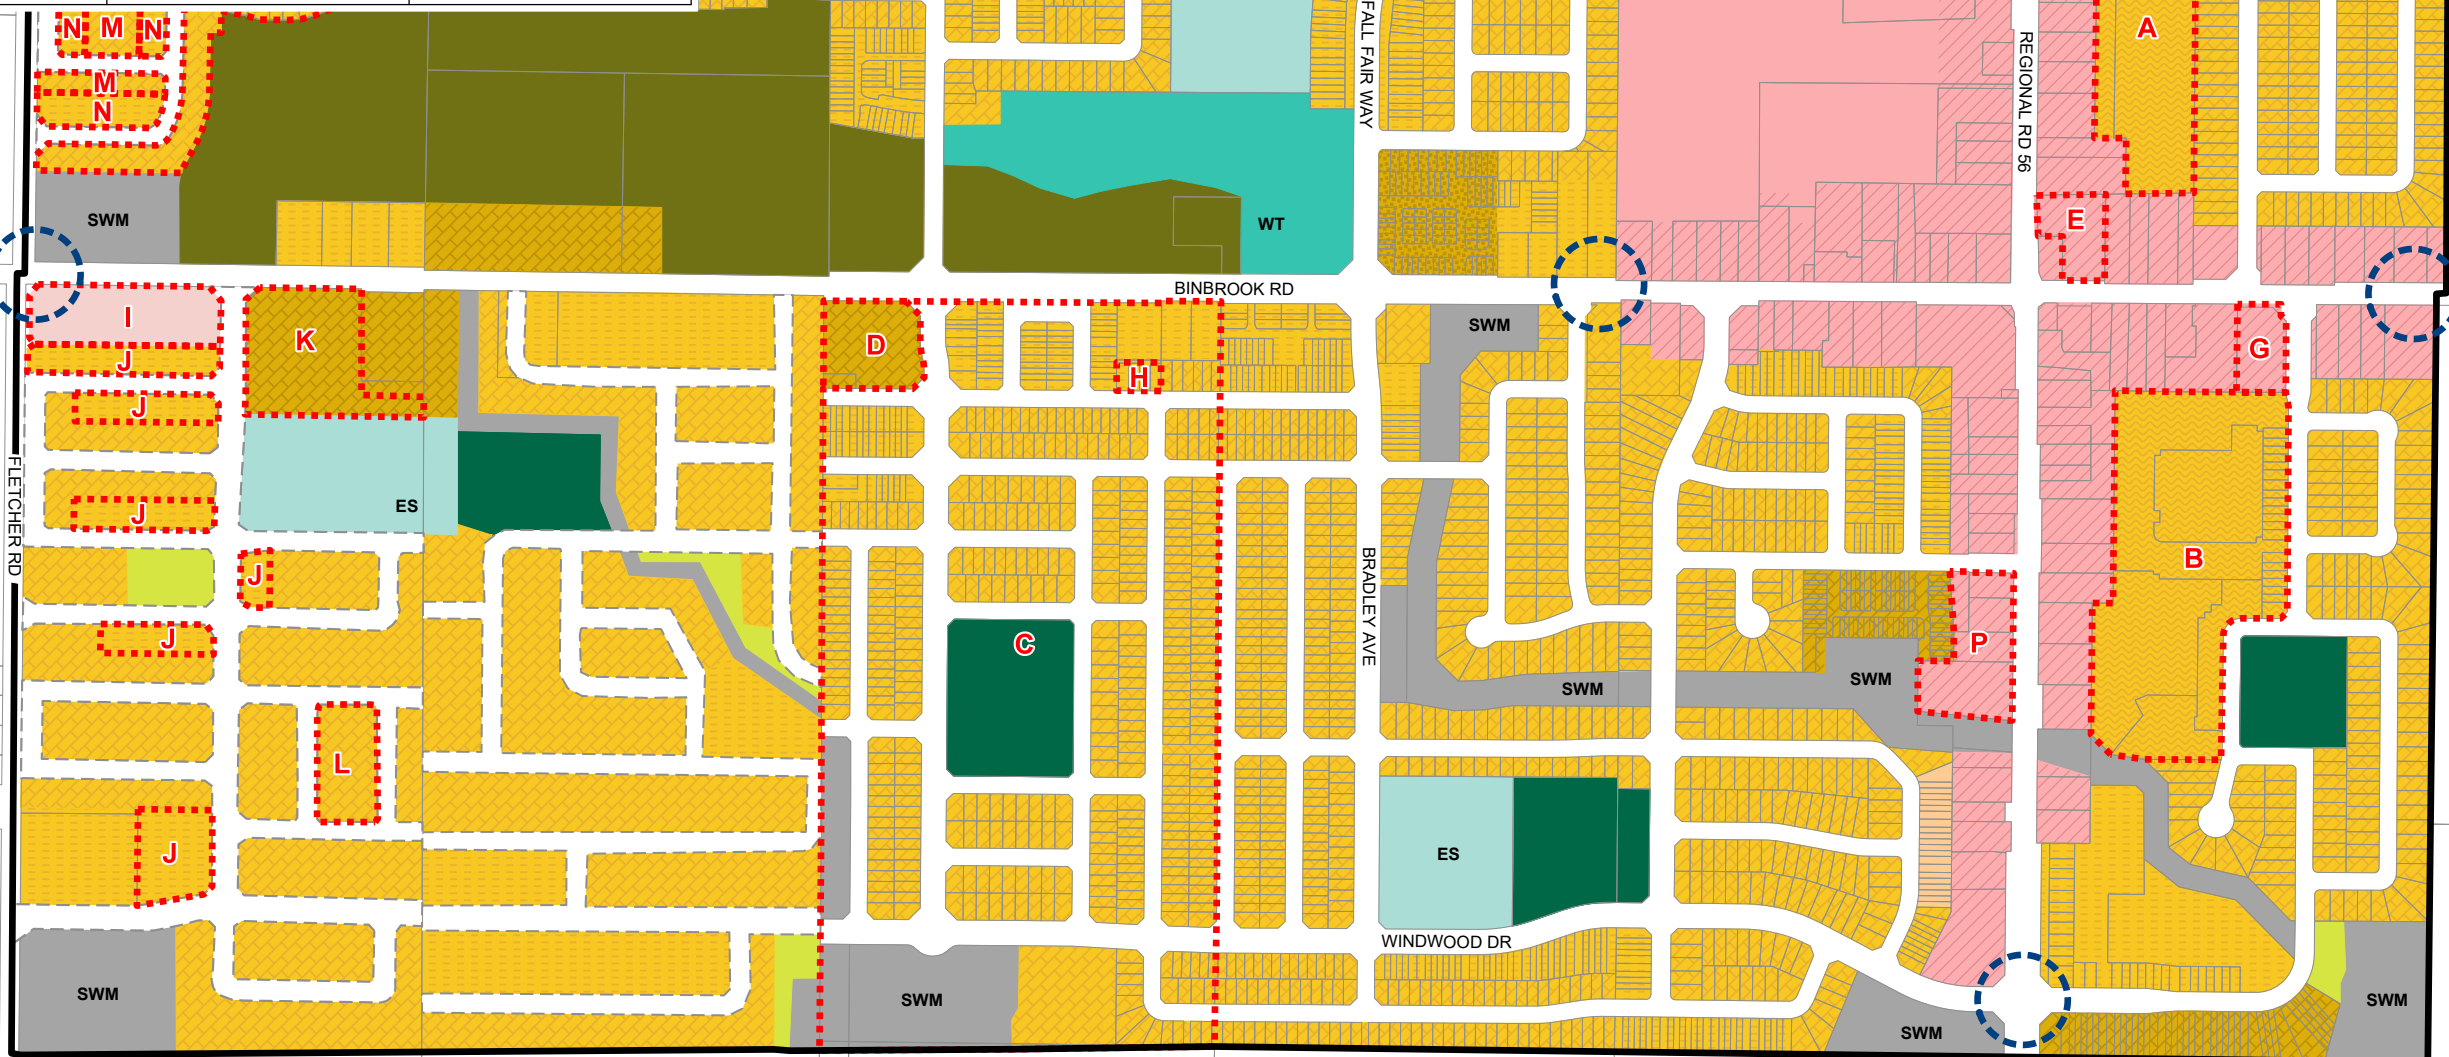 N M N
M
N
SWM
FALL FAIR WAY
WT
REGIONAL RD 56
A
E
BINBROOK RD
I
J
K
D
H
SWM
G
J
J
ES
FLETCHER RD
J
J
C
BRADLEY AVE
SWM
SWM
P
B
L
J
ES
WINDWOOD DR
SWM
SWM
SWM
SWM